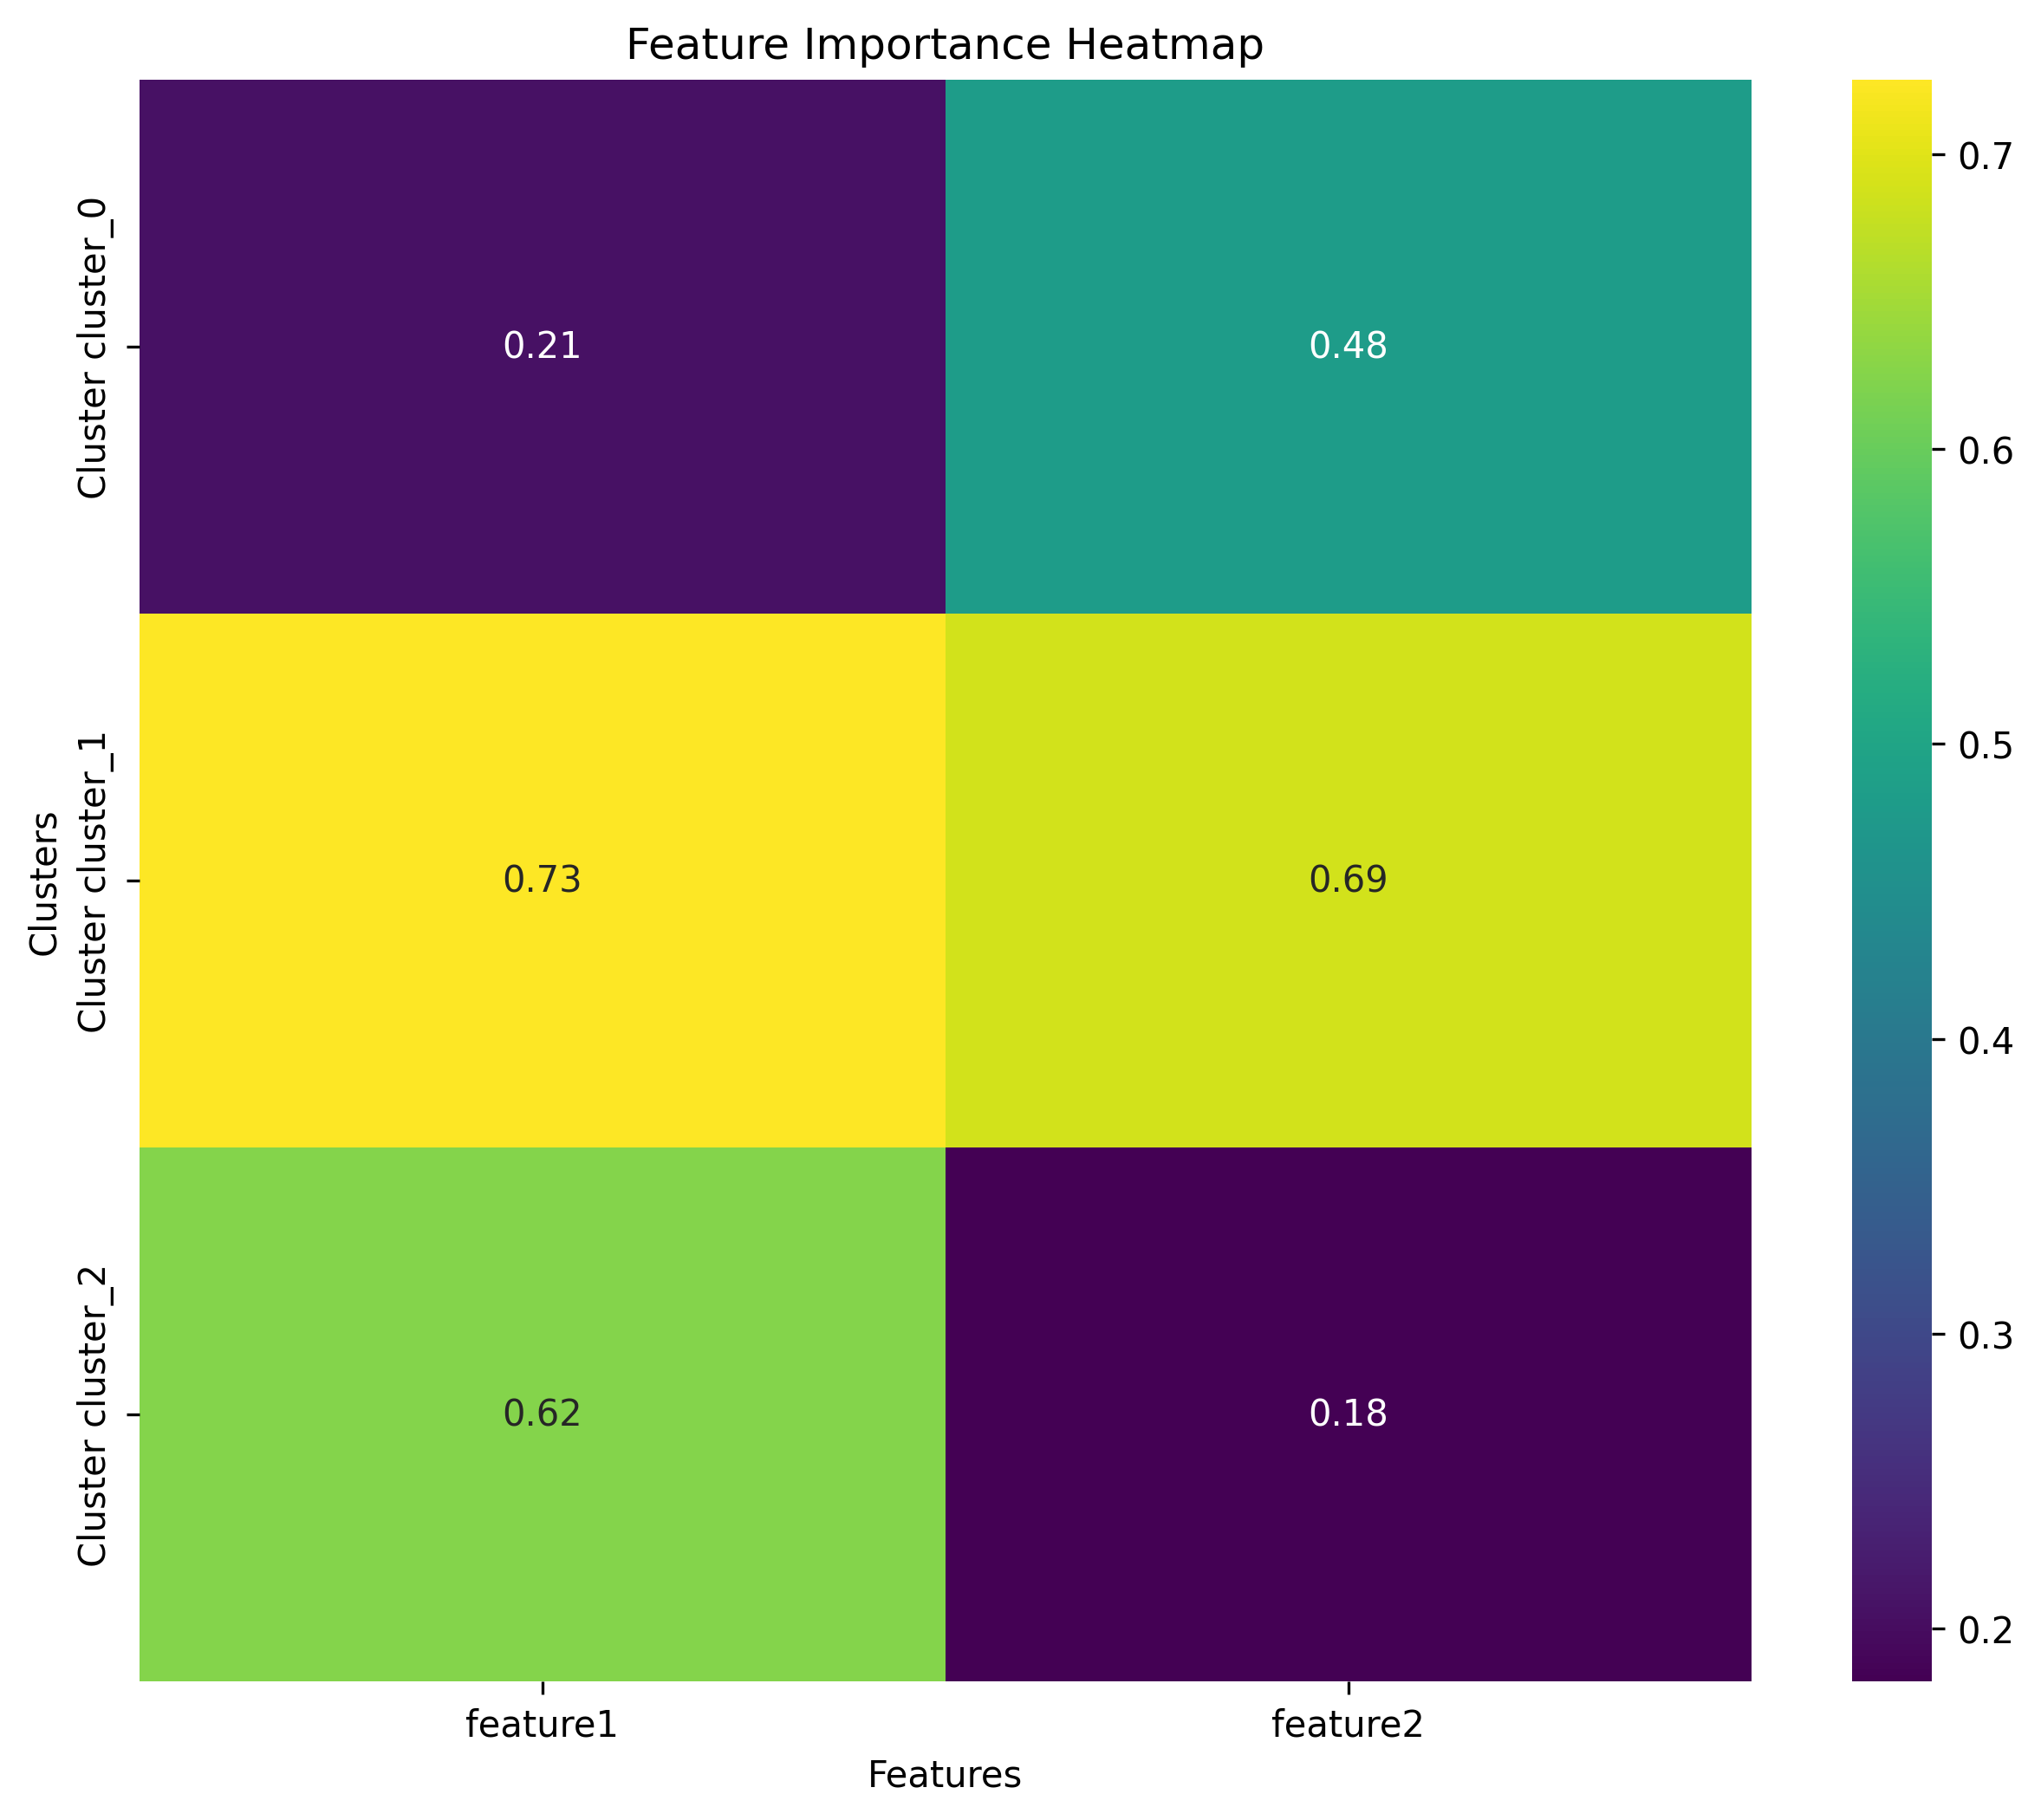 Feature Importance Heatmap
Clusters
Cluster cluster_0
0.21 0.48
Cluster cluster_1
0.73 0.69
Cluster cluster_2
0.62 0.18
feature1 feature2
Features
0.7
0.6
0.5
0.4
0.3
0.2